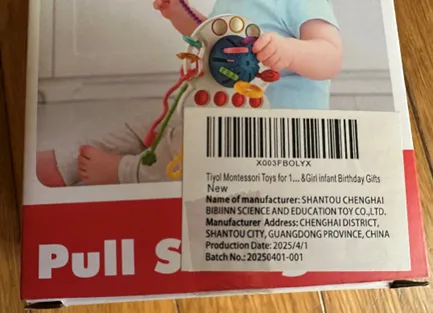 X003FBOLYX
Tiyol Montessori Toys for 1... &Girl infant Birthday Gifts
New
Name of manufacturer: SHANTOU CHENGHAI
BIBIINN SCIENCE AND EDUCATION TOY CO.,LTD.
Manufacturer Address: CHENGHAI DISTRICT,
SHANTOU CITY, GUANGDONG PROVINCE, CHINA
Production Date: 2025/4/1
Batch No.: 20250401-001
Pull S